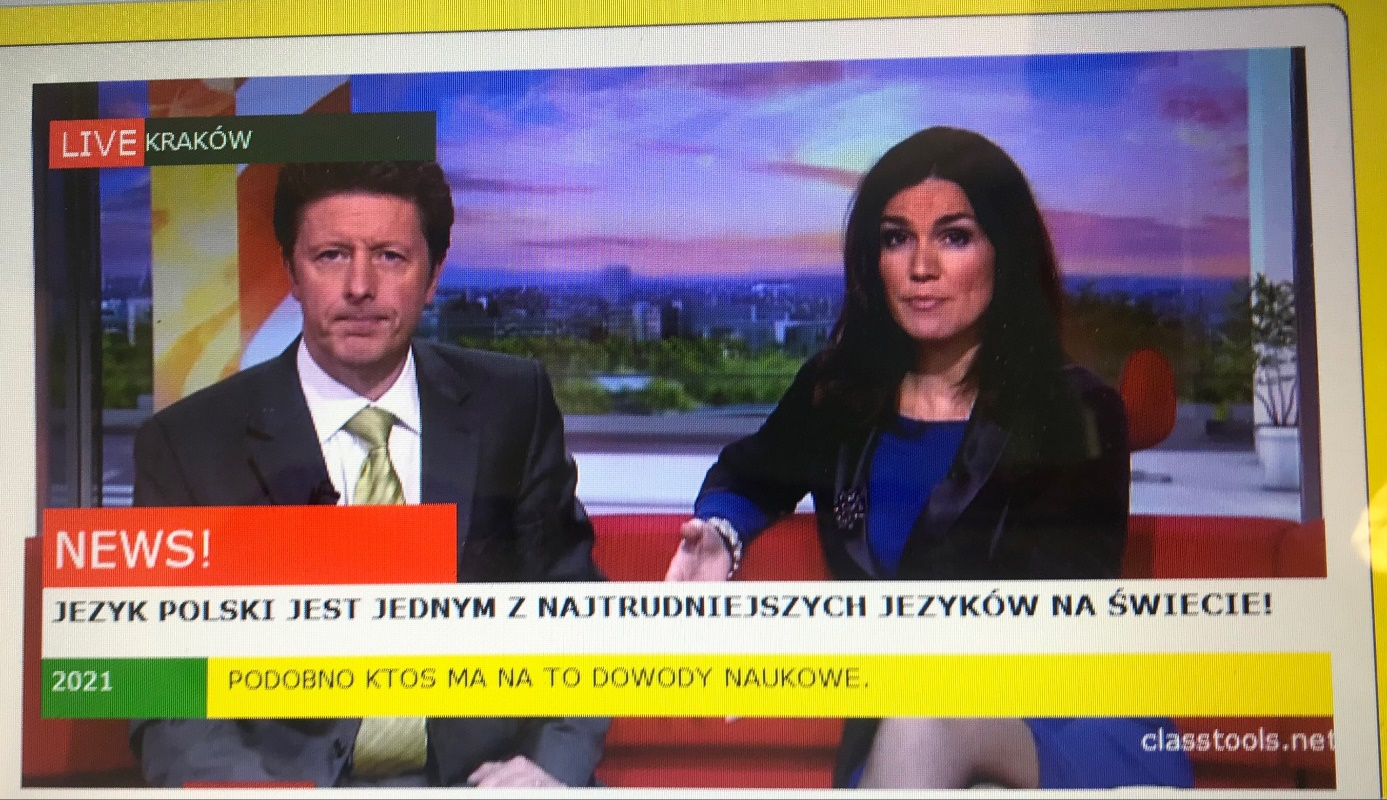 LIVE KRAKÓW
NEWS!
JEZYK POLSKI JEST JEDNYM Z NAJTRUDNIEJSZYCH JEZYKÓW NA ŚWIECIE!
2021 PODOBNO KTOS MA NA TO DOWODY NAUKOWE.
classtools.net